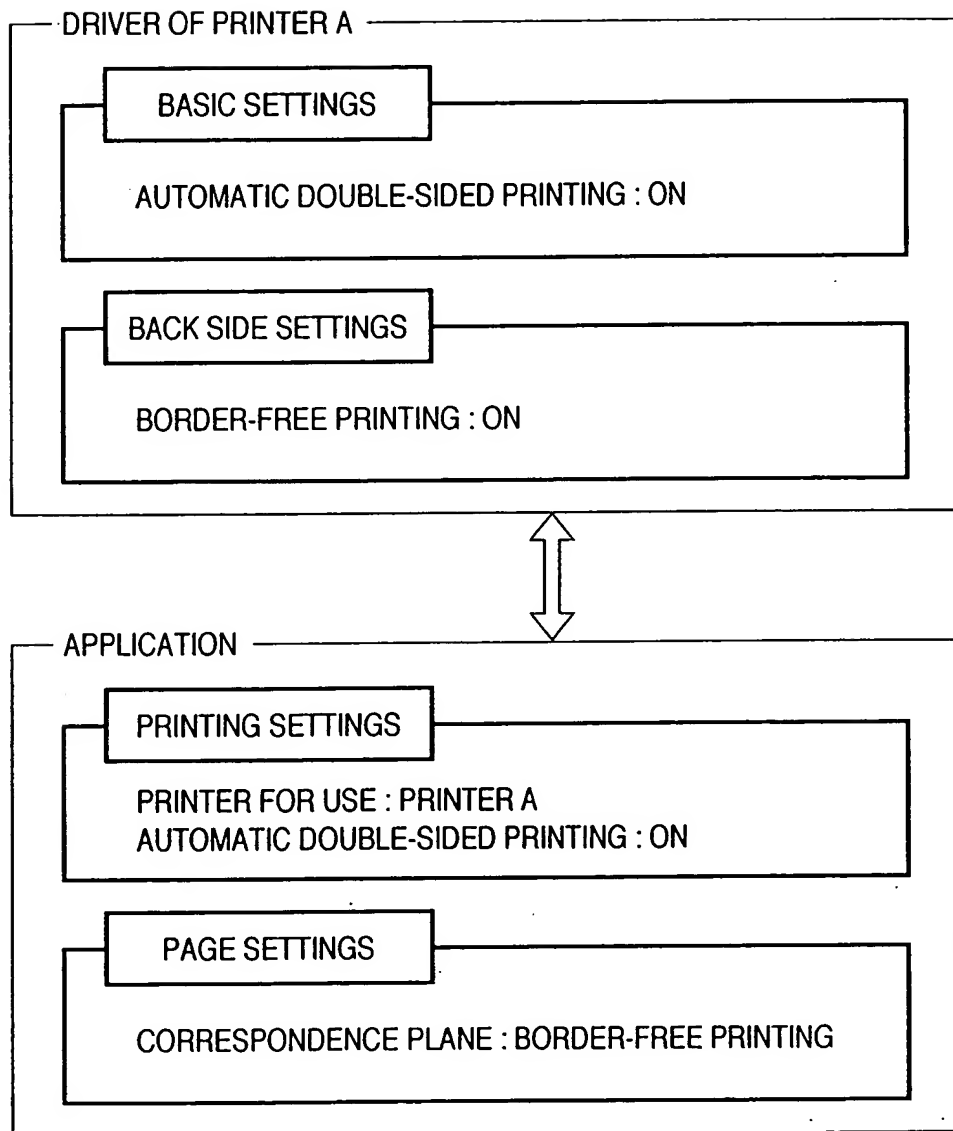 DRIVER OF PRINTER A
BASIC SETTINGS
AUTOMATIC DOUBLE-SIDED PRINTING : ON
BACK SIDE SETTINGS
BORDER-FREE PRINTING : ON
APPLICATION
PRINTING SETTINGS
PRINTER FOR USE : PRINTER A
AUTOMATIC DOUBLE-SIDED PRINTING : ON
PAGE SETTINGS
CORRESPONDENCE PLANE : BORDER-FREE PRINTING